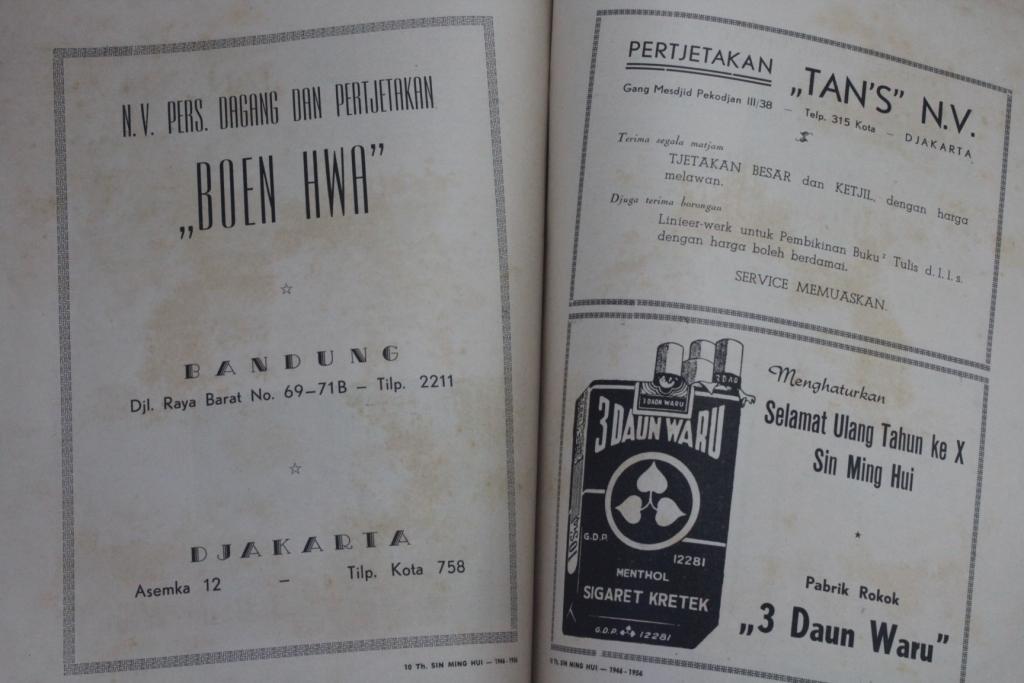 N.V. PERS. DAGANG DAN PERTJETAKAN
„BOEN HWA”
BANDUNG
Djl. Raya Barat No. 69–71B – Tilp. 2211
DJAKARTA
Asemka 12 – Tilp. Kota 758
10 Th. SIN MING HUI — 1946 - 1956
PERTJETAKAN „TAN'S” N.V.
Gang Mesdjid Pekodjan III/38 – Telp. 315 Kota – DJAKARTA
Terima segala matjam
TJETAKAN BESAR dan KETJIL, dengan harga
melawan.
Djuga terima borongan
Linieer-werk untuk Pembikinan Buku² Tulis d.l.l.s.
dengan harga boleh berdamai.
SERVICE MEMUASKAN.
3 DAUN WARU
3 DAUN WARU
G.D.P. 12281
MENTHOL
SIGARET KRETEK
G.D.P. 12281
Menghaturkan
Selamat Ulang Tahun ke X
Sin Ming Hui
Pabrik Rokok
„3 Daun Waru”
10 Th. SIN MING HUI — 1946 - 1956